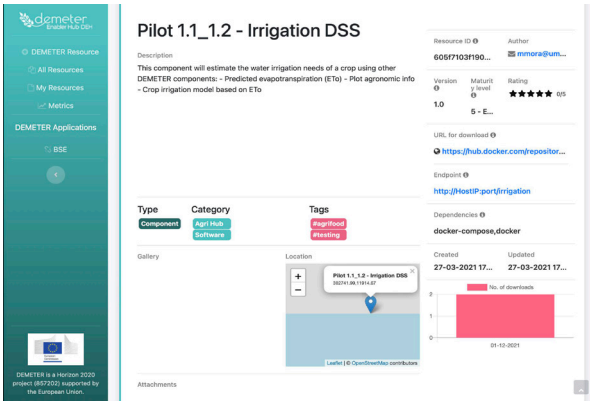 demeter
Enabler Hub DEH
DEMETER Resource
All Resources
My Resources
Metrics
DEMETER Applications
BSE
DEMETER is a Horizon 2020
project (857202) supported by
the European Union.
Pilot 1.1_1.2 - Irrigation DSS
Description
This component will estimate the water irrigation needs of a crop using other
DEMETER components: - Predicted evapotranspiration (ETo) - Plot agronomic info
- Crop irrigation model based on ETo
Type Category Tags
Component Agri Hub #agrifood
Software #testing
Gallery Location
+
−
Pilot 1.1_1.2 - Irrigation DSS
×
Leaflet | © OpenStreetMap contributors
Attachments
Resource ID Author
605f7103f190... mmora@um...
Version Maturit Rating
y level
1.0 0/5
5 - E...
URL for download
https://hub.docker.com/repositor...
Endpoint
http://HostIP:port/irrigation
Dependencies
docker-compose,docker
Created Updated
27-03-2021 17... 27-03-2021 17...
No. of downloads
2
1
0
01-12-2021